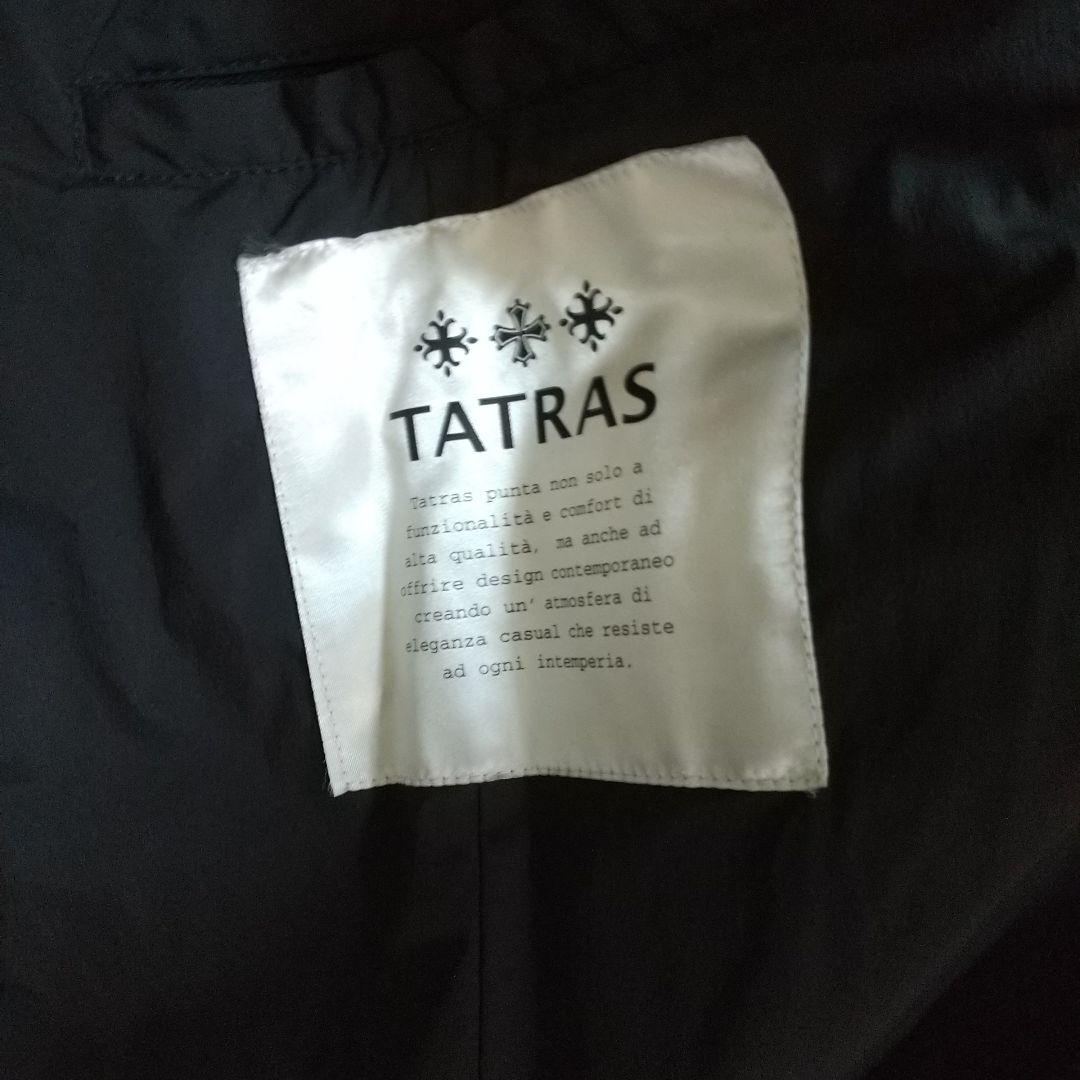 TATRAS
Tatras punta non solo a
funzionalità e comfort di
alta qualità, ma anche ad
offrire design contemporaneo
creando un' atmosfera di
eleganza casual che resiste
ad ogni intemperia.